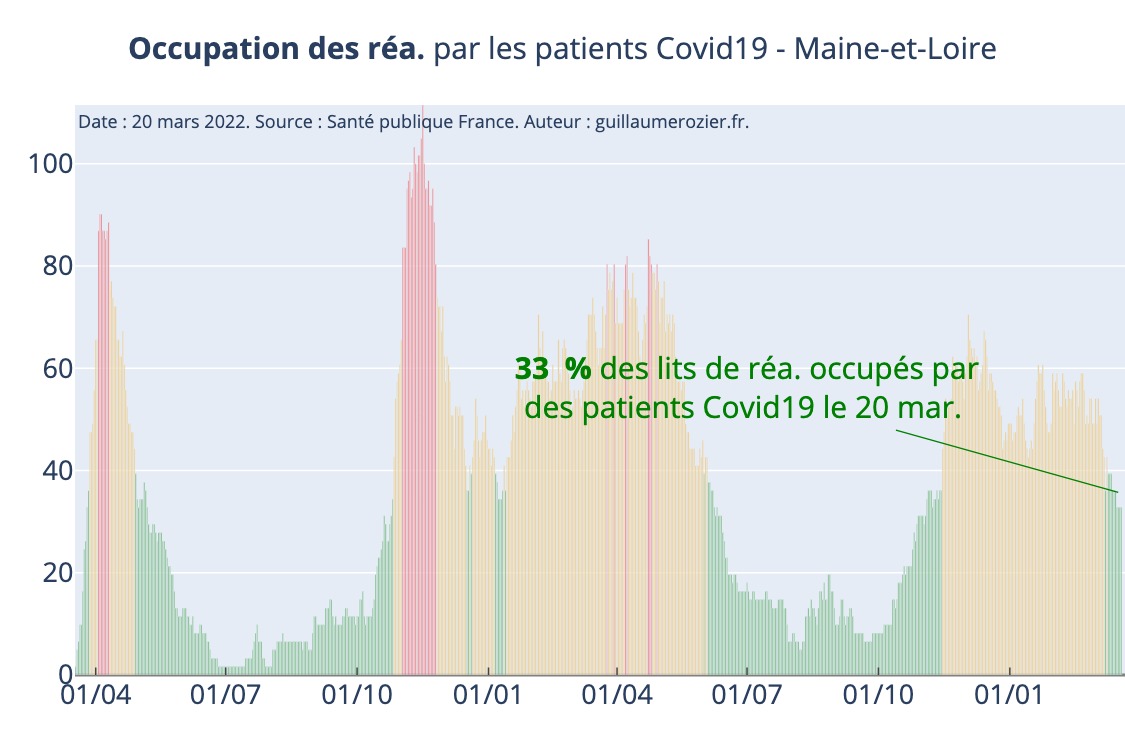 Occupation des réa. par les patients Covid19 - Maine-et-Loire
Date : 20 mars 2022. Source : Santé publique France. Auteur : guillaumerozier.fr.
100
80
60
40
20
0
33 % des lits de réa. occupés par
des patients Covid19 le 20 mar.
01/04 01/07 01/10 01/01 01/04 01/07 01/10 01/01